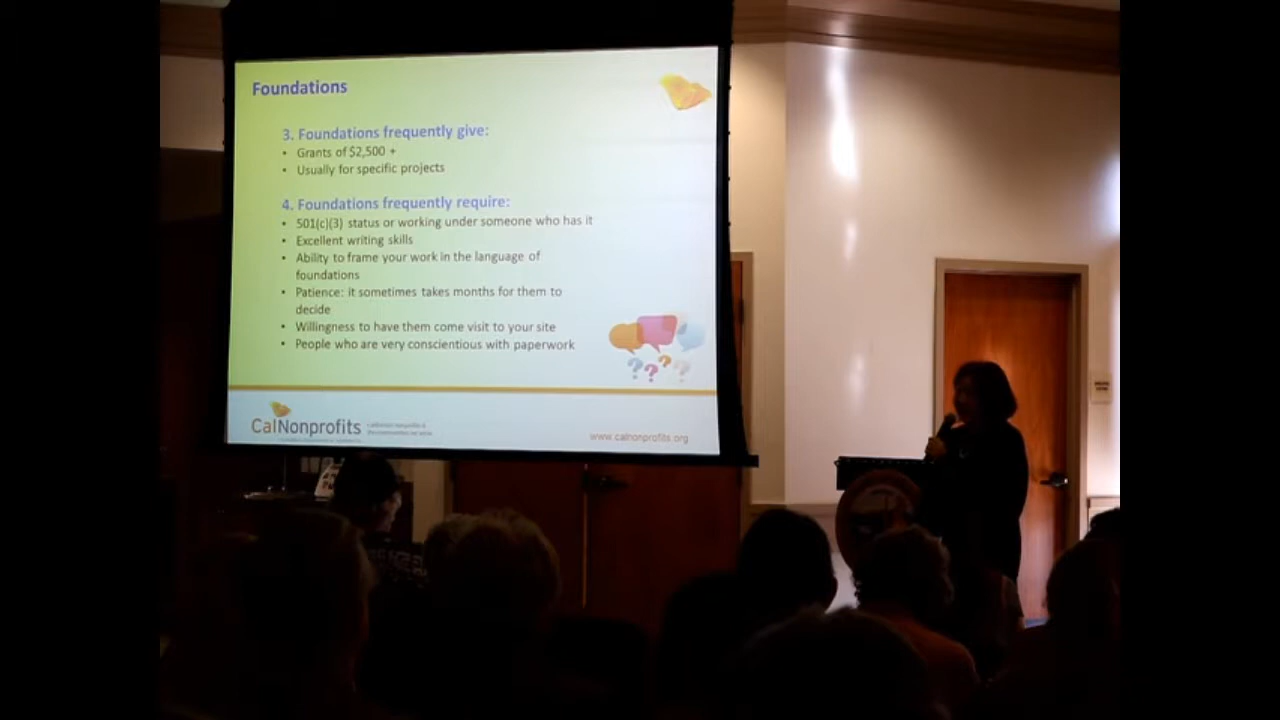 Foundations
3. Foundations frequently give:
• Grants of $2,500 +
• Usually for specific projects
4. Foundations frequently require:
• 501(c)(3) status or working under someone who has it
• Excellent writing skills
• Ability to frame your work in the language of
foundations
• Patience: it sometimes takes months for them to
decide
• Willingness to have them come visit to your site
• People who are very conscientious with paperwork
CalNonprofits
www.calnonprofits.org